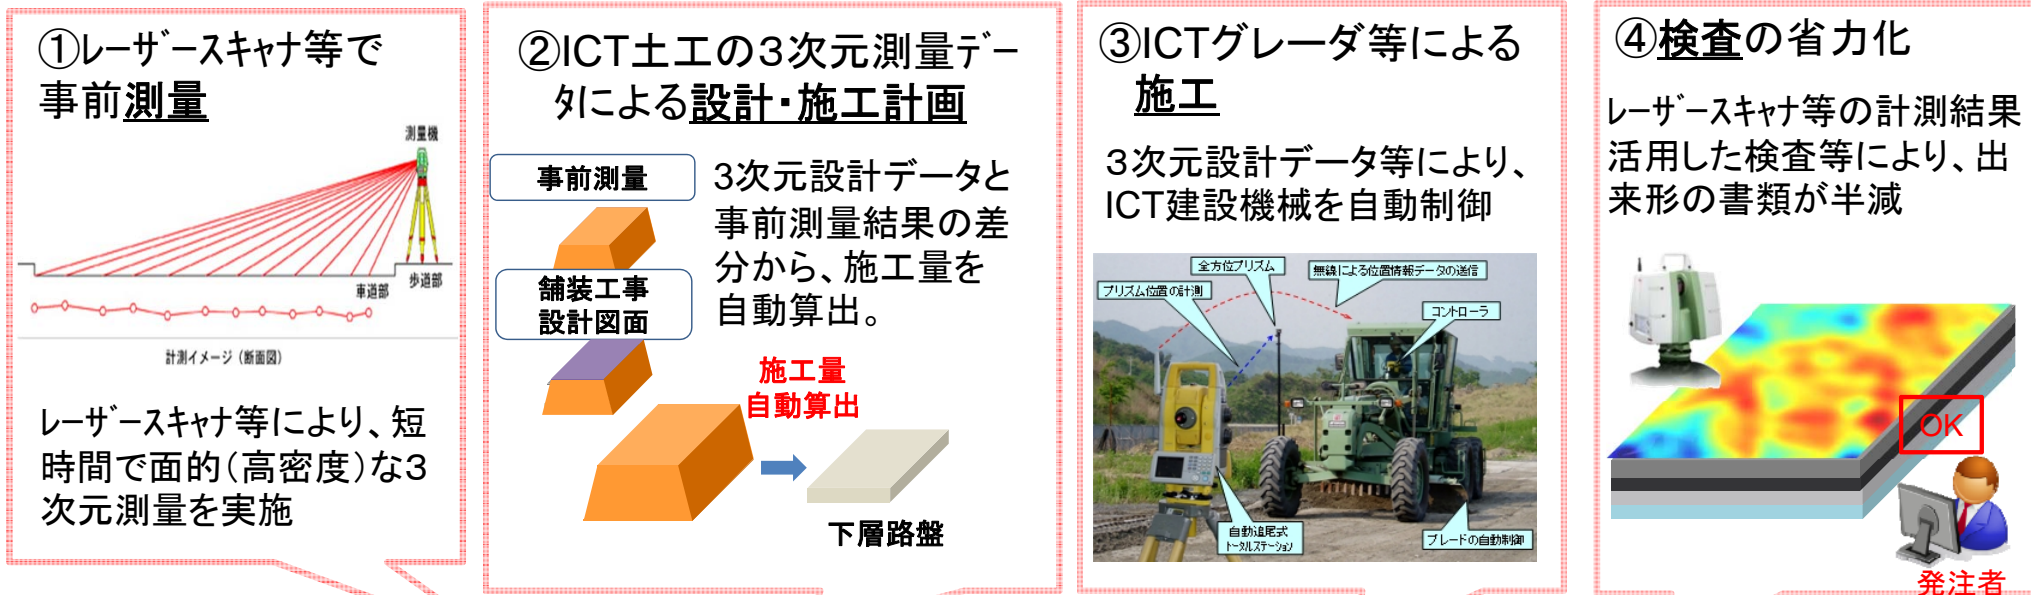 ①ﾚｰｻﾞｰｽｷｬﾅ等で
事前測量
測量機
車道部
歩道部
計測イメージ（断面図）
ﾚｰｻﾞｰｽｷｬﾅ等により、短
時間で面的（高密度）な3
次元測量を実施
②ICT土工の３次元測量ﾃﾞｰ
ﾀによる設計・施工計画
事前測量
舗装工事
設計図面
３次元設計データと
事前測量結果の差
分から、施工量を
自動算出。
施工量
自動算出
下層路盤
③ICTグレーダ等による
施工
３次元設計データ等により、
ICT建設機械を自動制御
全方位プリズム
無線による位置情報データの送信
プリズム位置の計測
コントローラ
自動追尾式
ﾄｰﾀﾙｽﾃｰｼｮﾝ
ブレードの自動制御
④検査の省力化
ﾚｰｻﾞｰｽｷｬﾅ等の計測結果
活用した検査等により、出
来形の書類が半減
OK
発注者